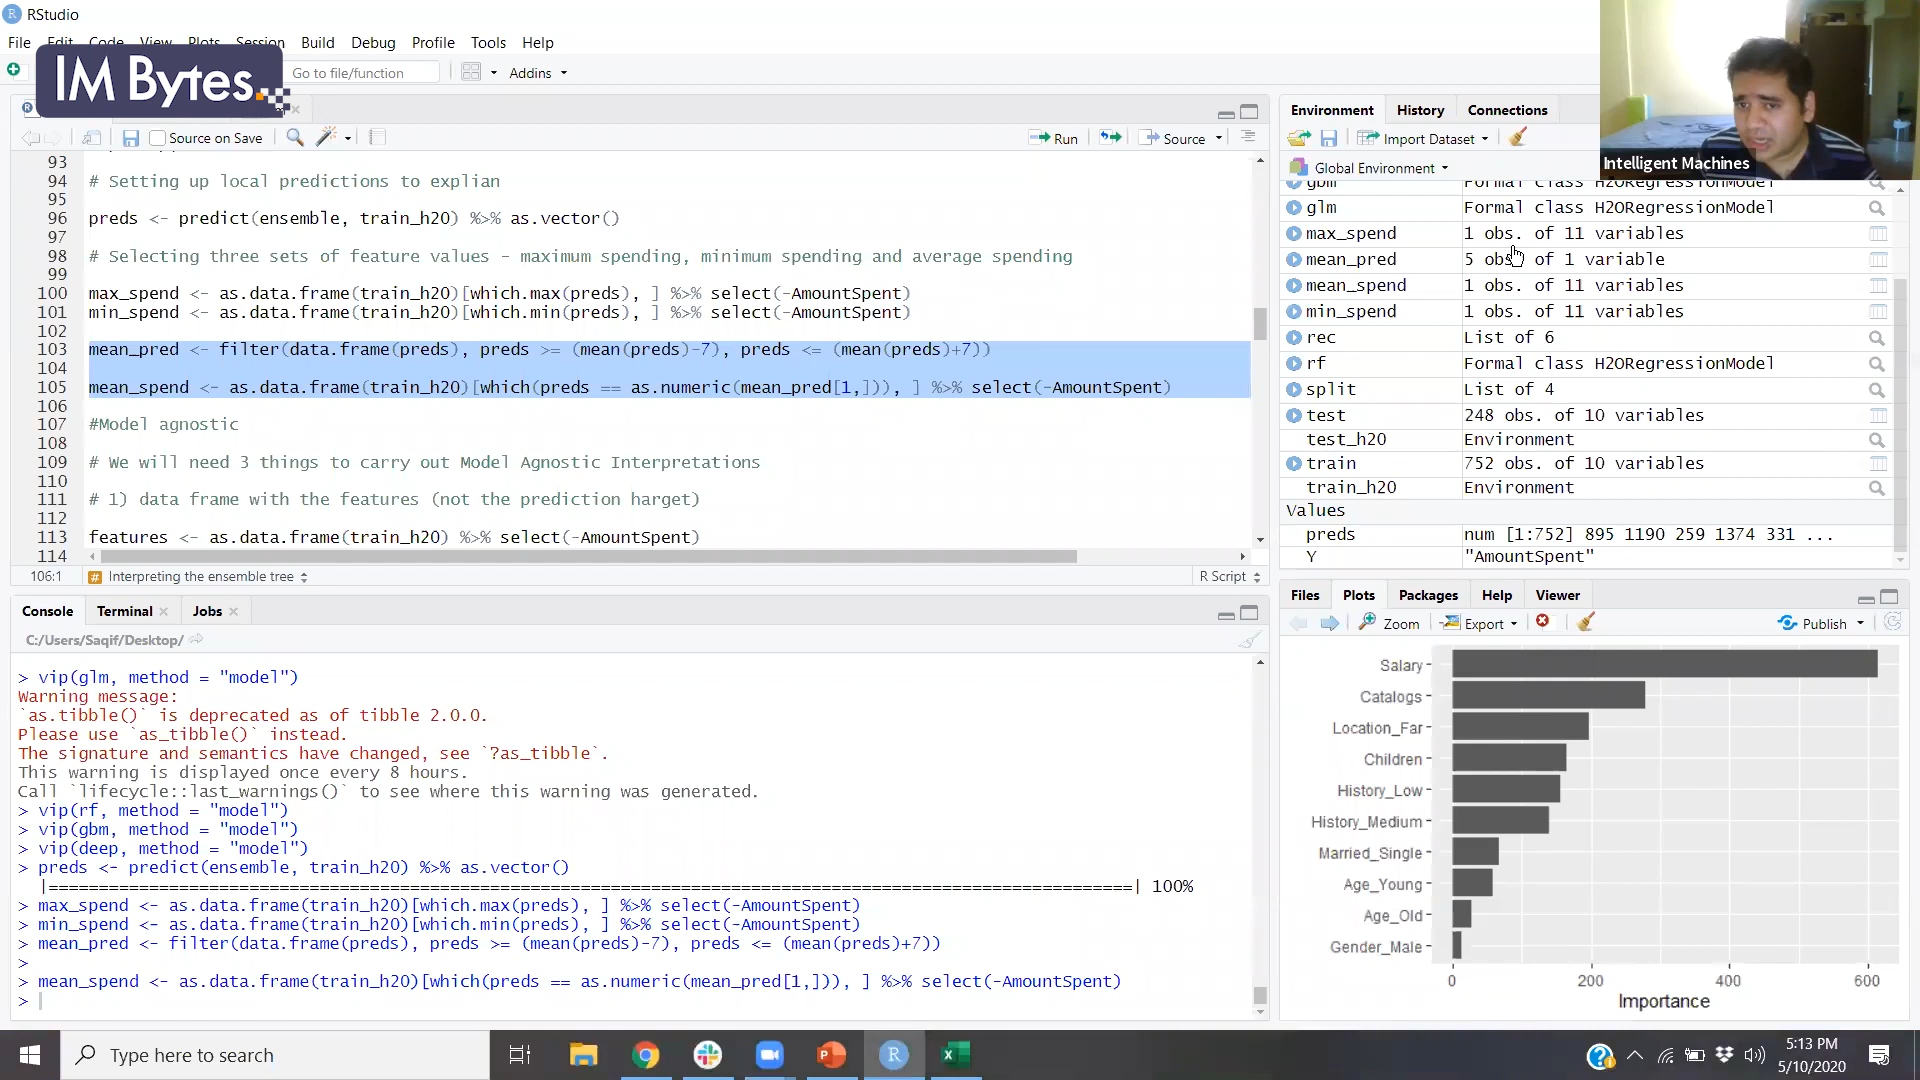 RStudio
File Edit Code View Plots Session Build Debug Profile Tools Help
IM Bytes.
Go to file/function
Addins
Source on Save
Run
Source
93
94 # Setting up local predictions to explian
95
96 preds <- predict(ensemble, train_h20) %>% as.vector()
97
98 # Selecting three sets of feature values - maximum spending, minimum spending and average spending
99
100 max_spend <- as.data.frame(train_h20)[which.max(preds), ] %>% select(-AmountSpent)
101 min_spend <- as.data.frame(train_h20)[which.min(preds), ] %>% select(-AmountSpent)
102
103 mean_pred <- filter(data.frame(preds), preds >= (mean(preds)-7), preds <= (mean(preds)+7))
104
105 mean_spend <- as.data.frame(train_h20)[which(preds == as.numeric(mean_pred[1,])), ] %>% select(-AmountSpent)
106
107 #Model agnostic
108
109 # We will need 3 things to carry out Model Agnostic Interpretations
110
111 # 1) data frame with the features (not the prediction harget)
112
113 features <- as.data.frame(train_h20) %>% select(-AmountSpent)
114
106:1 Interpreting the ensemble tree R Script
Console Terminal Jobs
C:/Users/Saqif/Desktop/
> vip(glm, method = "model")
Warning message:
`as.tibble()` is deprecated as of tibble 2.0.0.
Please use `as_tibble()` instead.
The signature and semantics have changed, see `?as_tibble`.
This warning is displayed once every 8 hours.
Call `lifecycle::last_warnings()` to see where this warning was generated.
> vip(rf, method = "model")
> vip(gbm, method = "model")
> vip(deep, method = "model")
> preds <- predict(ensemble, train_h20) %>% as.vector()
|=============================================================================================================| 100%
> max_spend <- as.data.frame(train_h20)[which.max(preds), ] %>% select(-AmountSpent)
> min_spend <- as.data.frame(train_h20)[which.min(preds), ] %>% select(-AmountSpent)
> mean_pred <- filter(data.frame(preds), preds >= (mean(preds)-7), preds <= (mean(preds)+7))
>
> mean_spend <- as.data.frame(train_h20)[which(preds == as.numeric(mean_pred[1,])), ] %>% select(-AmountSpent)
>
Environment History Connections
Import Dataset
Global Environment
Intelligent Machines
gbm Formal class H2ORegressionModel
glm Formal class H2ORegressionModel
max_spend 1 obs. of 11 variables
mean_pred 5 obs. of 1 variable
mean_spend 1 obs. of 11 variables
min_spend 1 obs. of 11 variables
rec List of 6
rf Formal class H2ORegressionModel
split List of 4
test 248 obs. of 10 variables
test_h20 Environment
train 752 obs. of 10 variables
train_h20 Environment
Values
preds num [1:752] 895 1190 259 1374 331 ...
Y "AmountSpent"
Files Plots Packages Help Viewer
Zoom Export Publish
Salary
Catalogs
Location_Far
Children
History_Low
History_Medium
Married_Single
Age_Young
Age_Old
Gender_Male
0 200 400 600
Importance
Type here to search
5:13 PM
5/10/2020